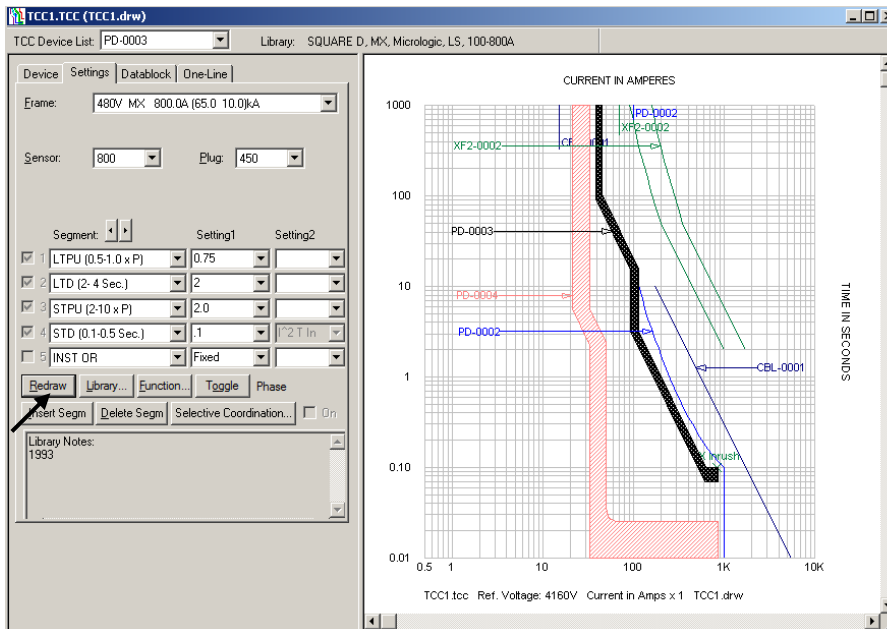 TCC1.TCC (TCC1.drw)
TCC Device List: PD-0003 Library: SQUARE D, MX, Micrologic, LS, 100-800A
Device Settings Datablock One-Line
Frame: 480V MX 800.0A (65.0 10.0)kA
Sensor: 800 Plug: 450
Segment: Setting1 Setting2
1 LTPU (0.5-1.0 x P) 0.75
2 LTD (2- 4 Sec.) 2
3 STPU (2-10 x P) 2.0
4 STD (0.1-0.5 Sec.) .1 I^2 T In
5 INST OR Fixed
Redraw Library... Function... Toggle Phase
Insert Segm Delete Segm Selective Coordination... On
Library Notes:
1993
CURRENT IN AMPERES
1000
PD-0002
XF2-0002
XF2-0002
100
PD-0003
10
PD-0004
PD-0002
1
CBL-0001
0.10
Inrush
0.01
0.5 1 10 100 1K 10K
TIME IN SECONDS
TCC1.tcc Ref. Voltage: 4160V Current in Amps x 1 TCC1.drw